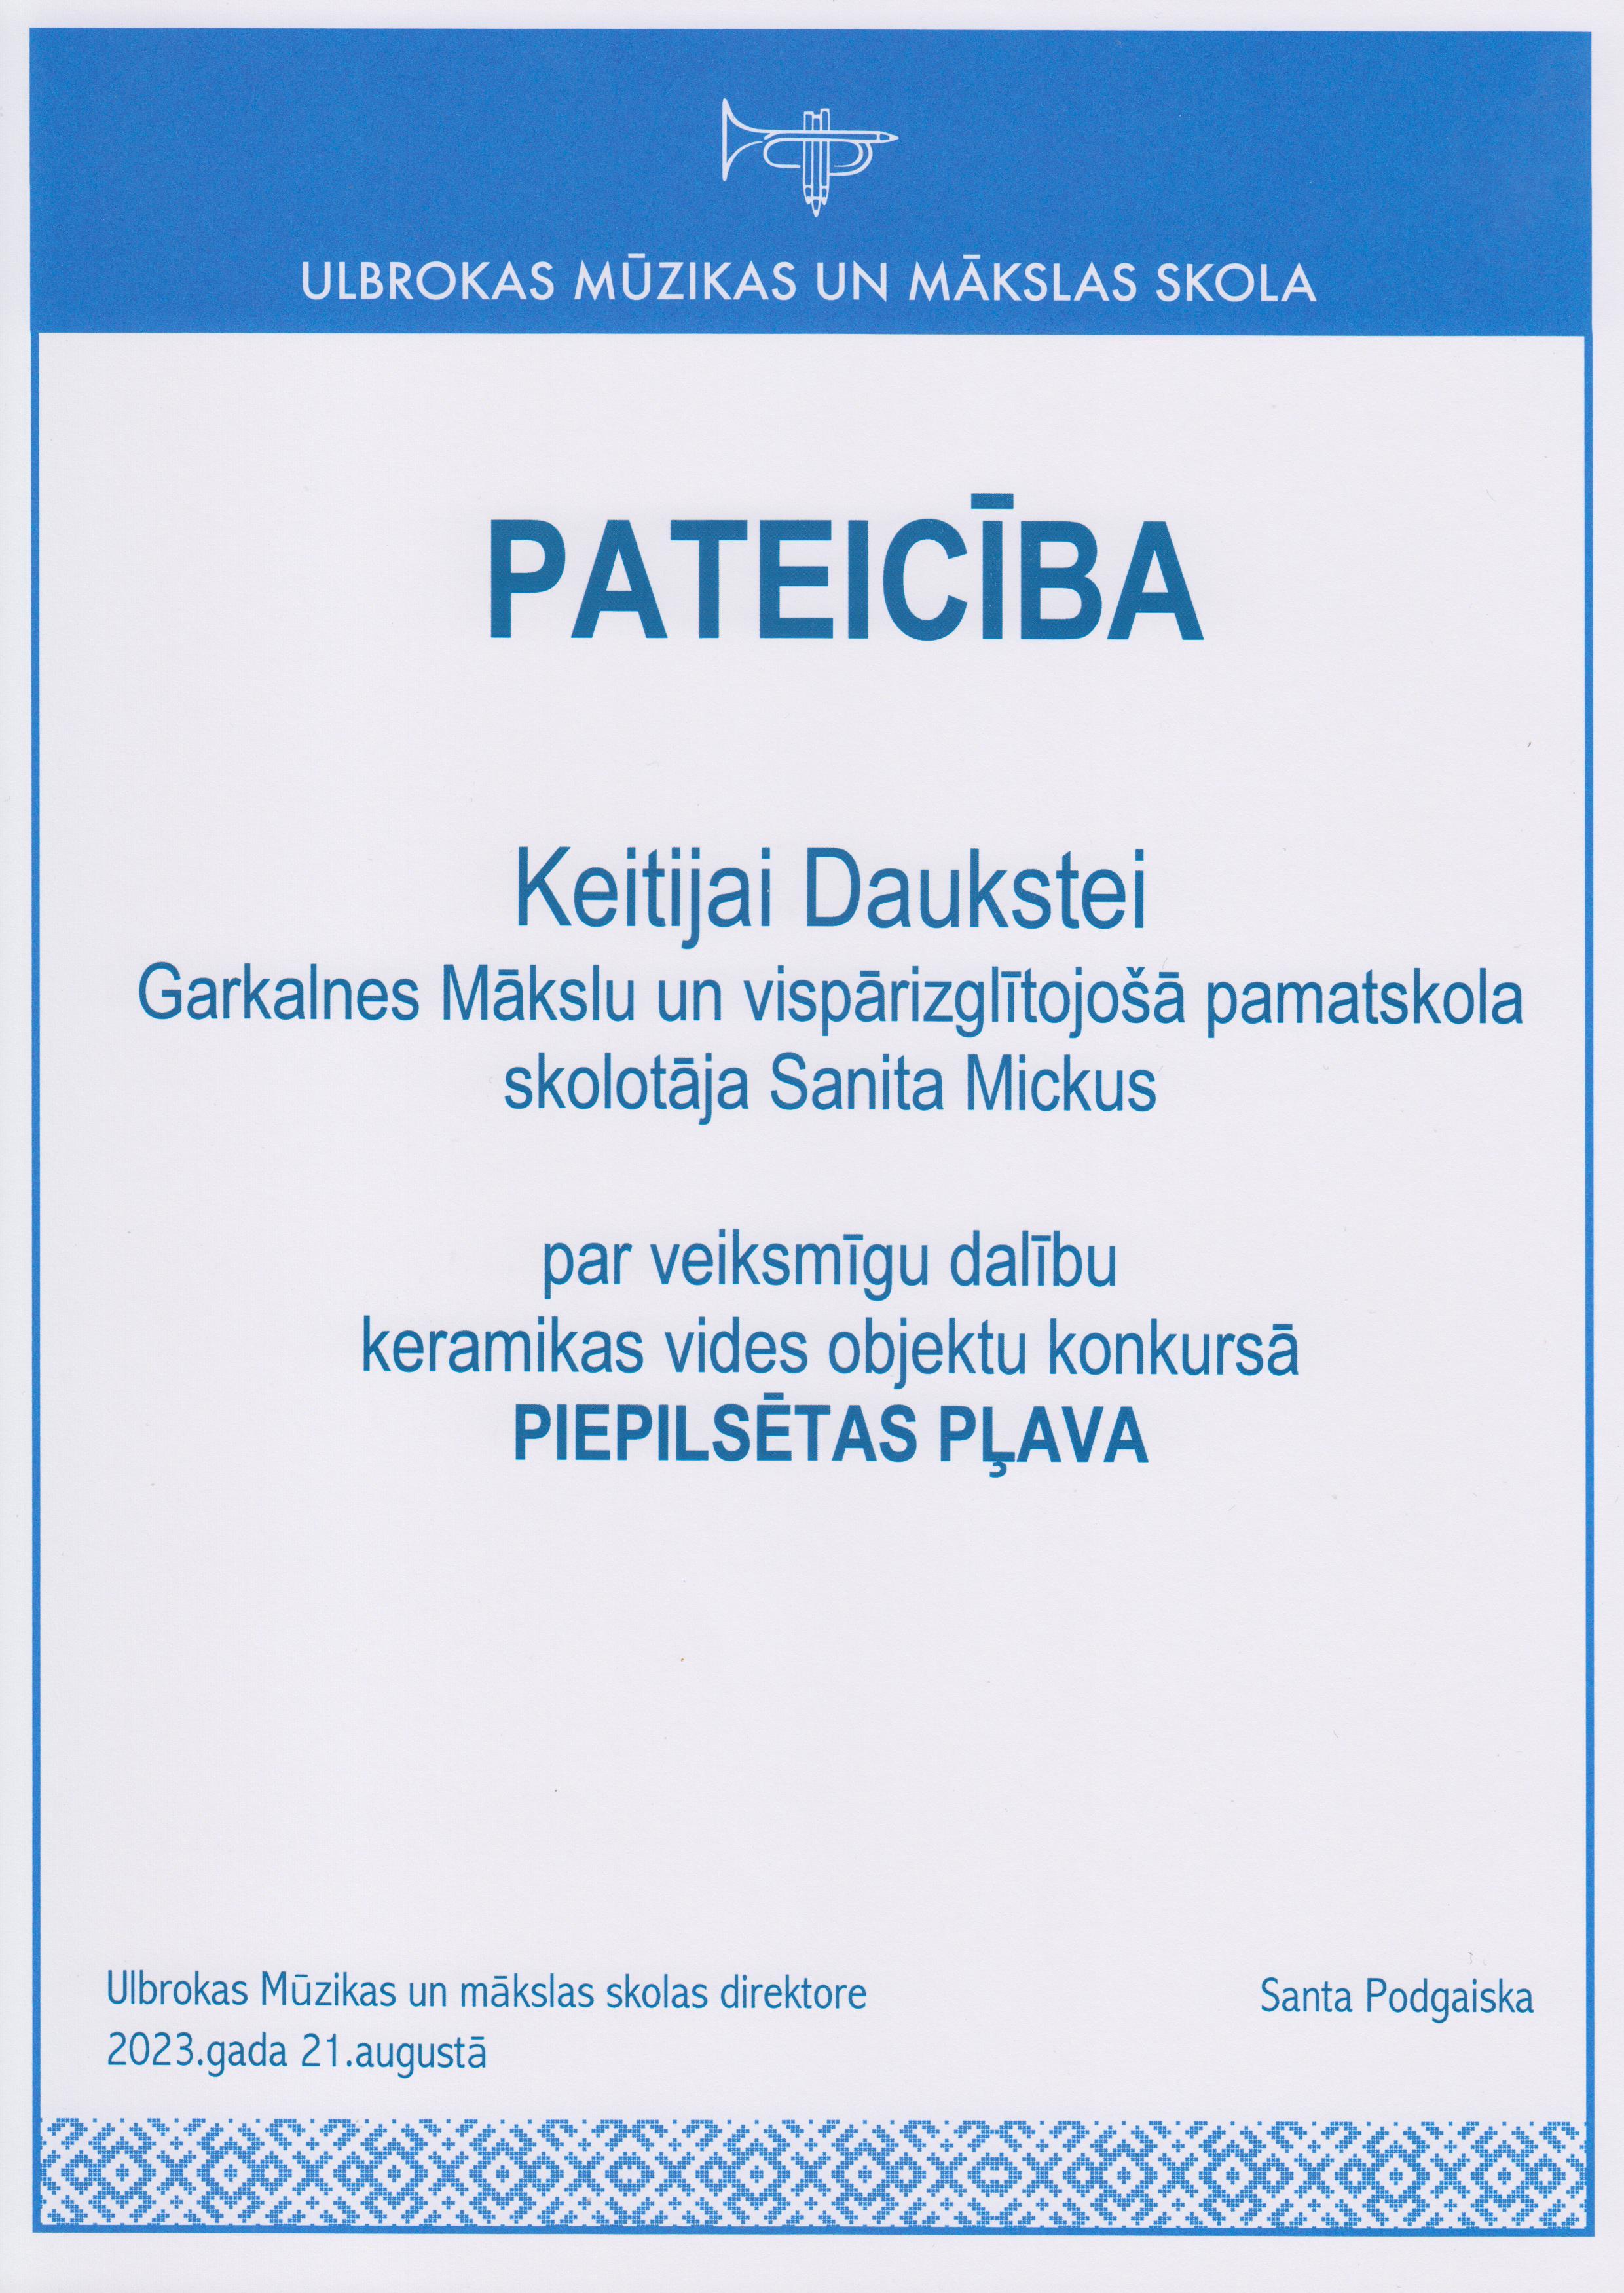 ULBROKAS MŪZIKAS UN MĀKSLAS SKOLA
PATEICĪBA
Keitijai Daukstei
Garkalnes Mākslu un vispārizglītojošā pamatskola
skolotāja Sanita Mickus
par veiksmīgu dalību
keramikas vides objektu konkursā
PIEPILSĒTAS PĻAVA
Ulbrokas Mūzikas un mākslas skolas direktore
Santa Podgaiska
2023.gada 21.augustā